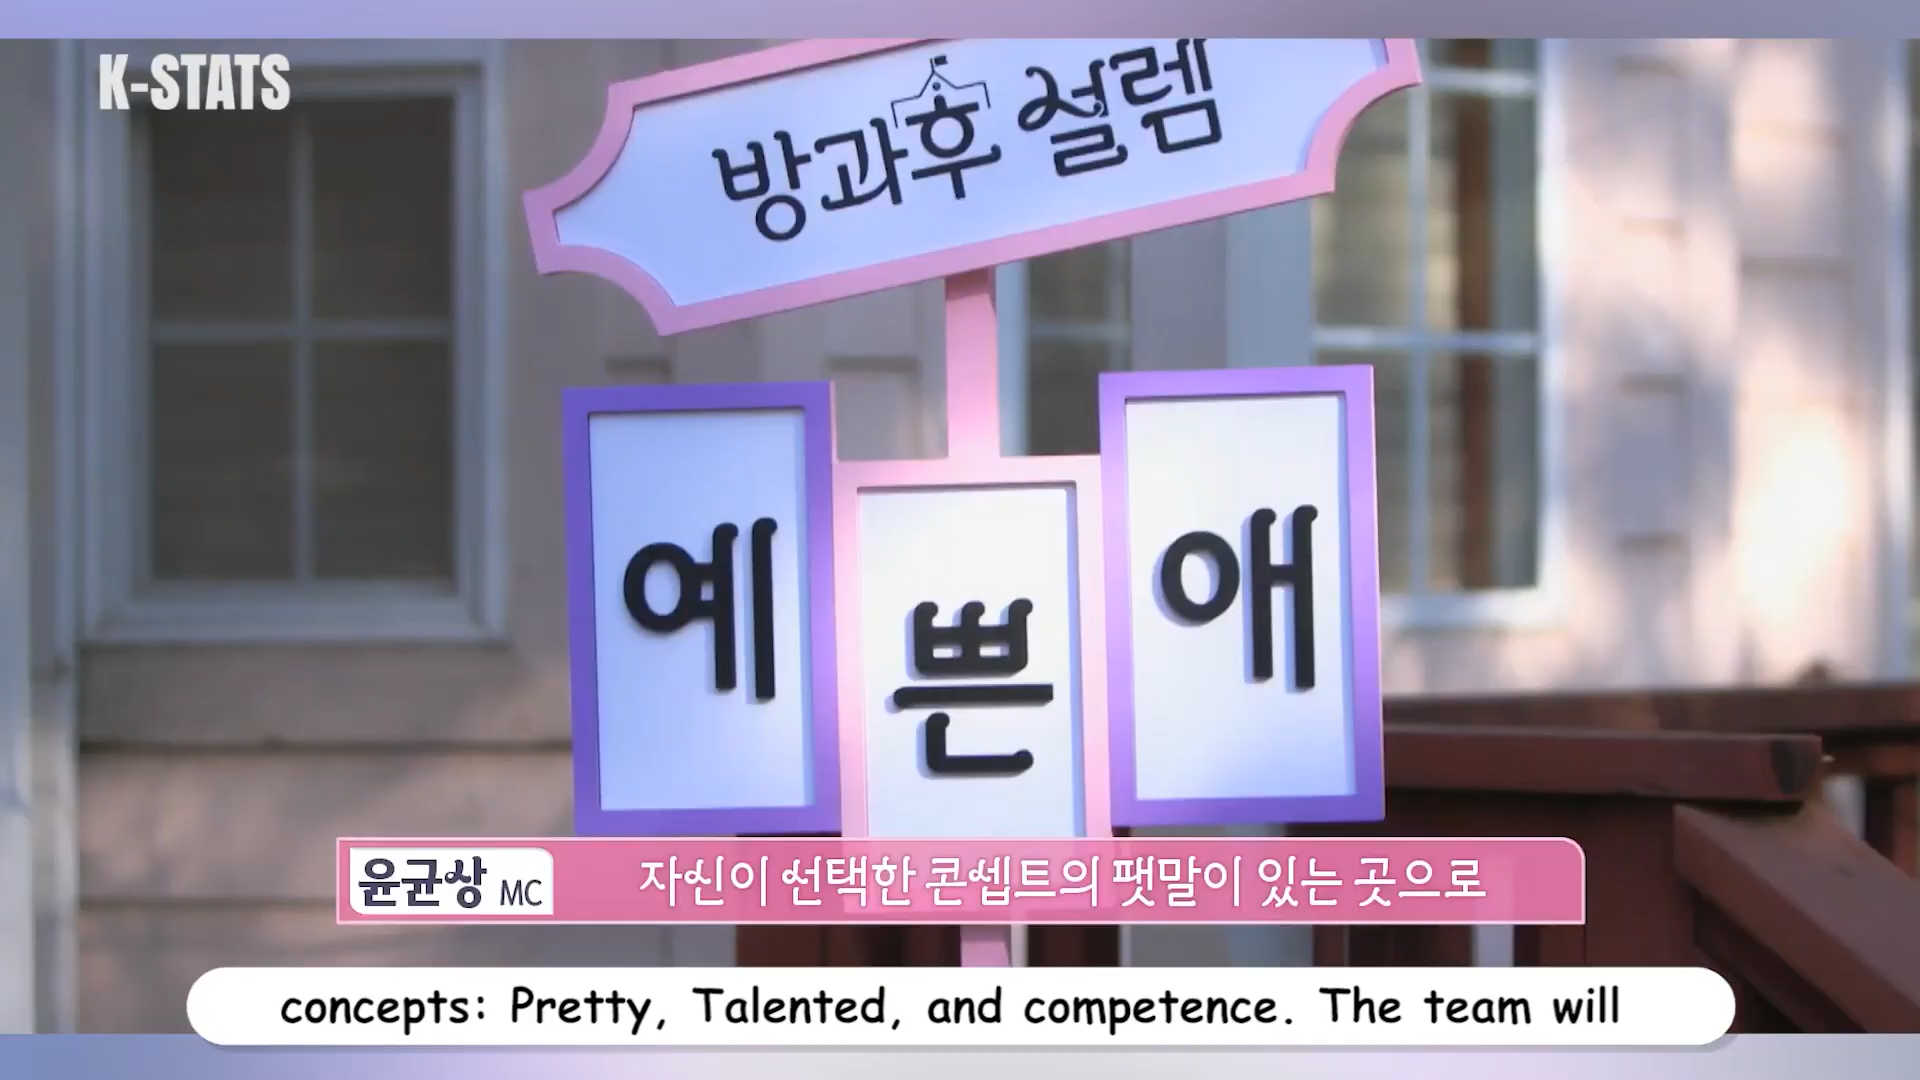 K-STATS
방과후 설렘
예쁜애
윤균상 MC
자신이 선택한 콘셉트의 팻말이 있는 곳으로
concepts: Pretty, Talented, and competence. The team will